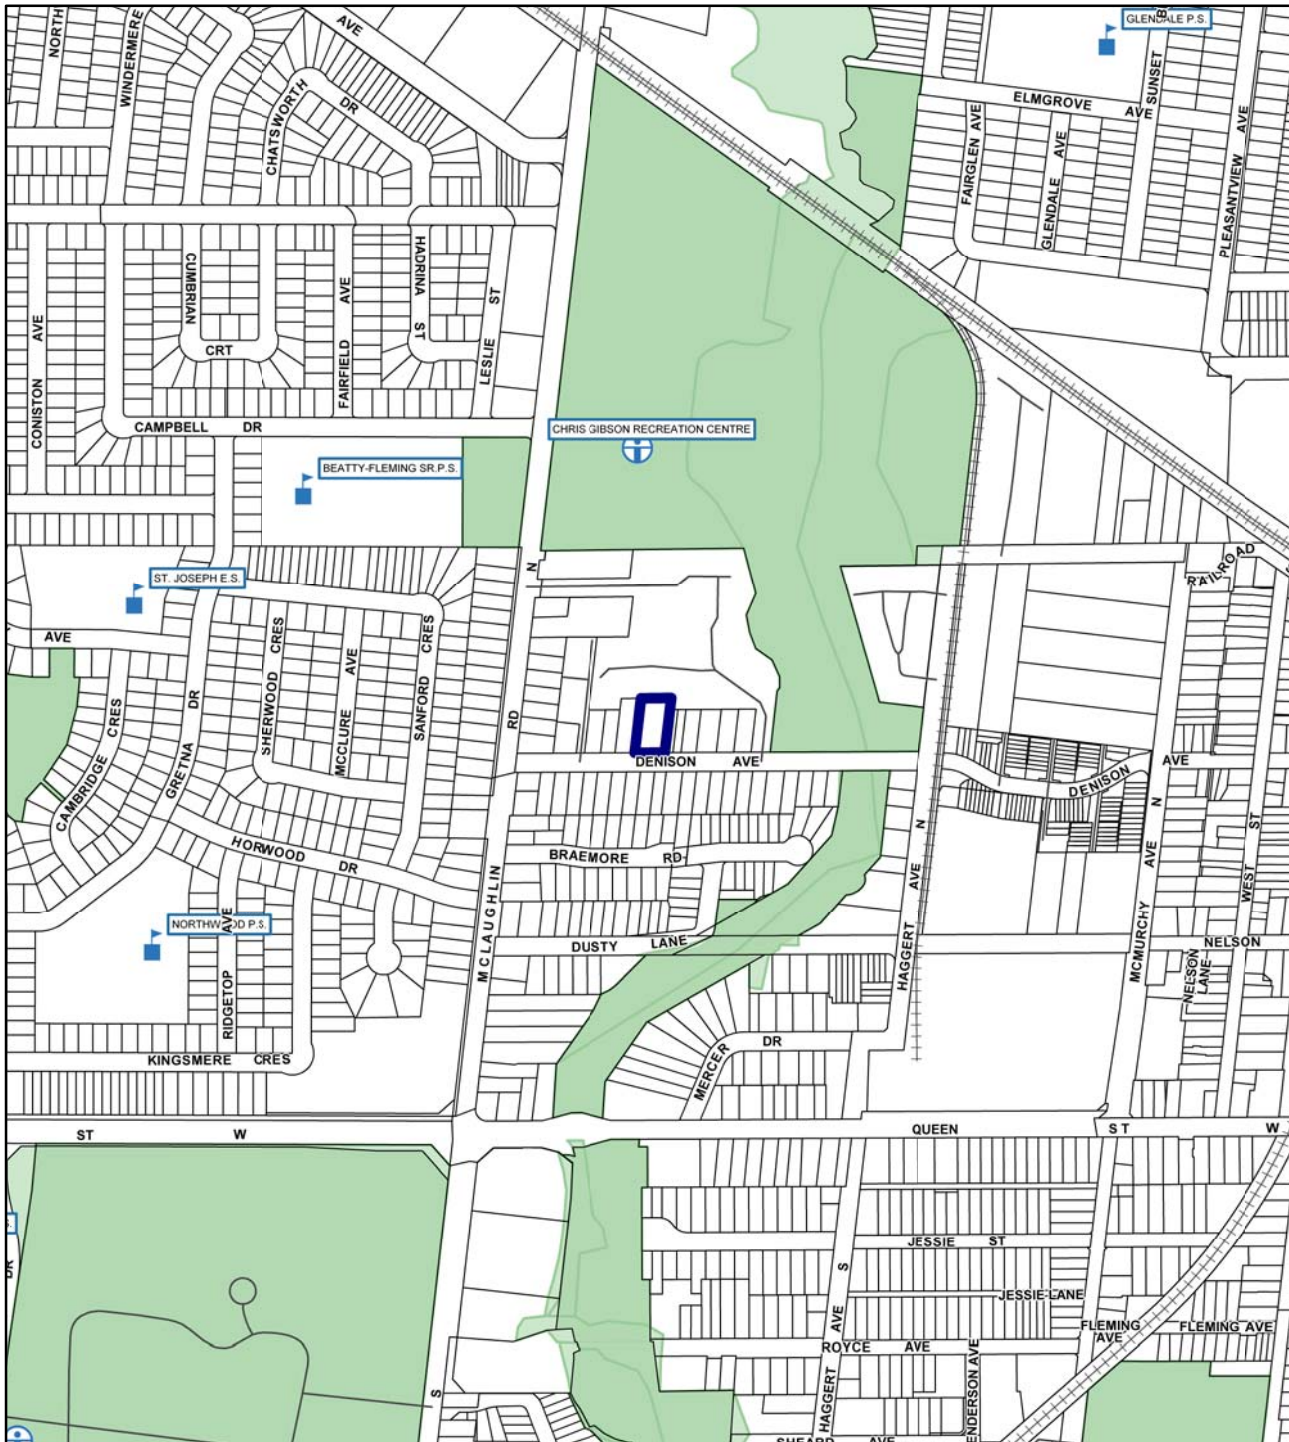 GLENDALE P.S.
AVE
NORTH
WINDERMERE
CHATSWORTH
DR
ELMGROVE
AVE
SUNSET
FAIRGLEN AVE
GLENDALE AVE
PLEASANTVIEW AVE
CUMBRIAN
CRT
HADRINA ST
FAIRFIELD AVE
LESLIE ST
CONISTON AVE
CAMPBELL DR
CHRIS GIBSON RECREATION CENTRE
BEATTY-FLEMING SR.P.S.
ST. JOSEPH E.S.
AVE
N
RAILROAD
SHERWOOD CRES
MCCLURE AVE
SANFORD CRES
CAMBRIDGE CRES
GRETNA DR
RD
DENISON AVE
DENISON
AVE
HORWOOD DR
BRAEMORE RD
MCLAUGHLIN
HAGGERT AVE N
MCMURCHY AVE N
WEST ST
NORTHWOOD P.S.
RIDGETOP AVE
DUSTY LANE
NELSON
NELSON LANE
MERCER DR
KINGSMERE CRES
ST W
QUEEN ST W
JESSIE ST
JESSIE LANE
S
HAGGERT AVE S
ROYCE AVE
FLEMING AVE
FLEMING AVE
DR
S